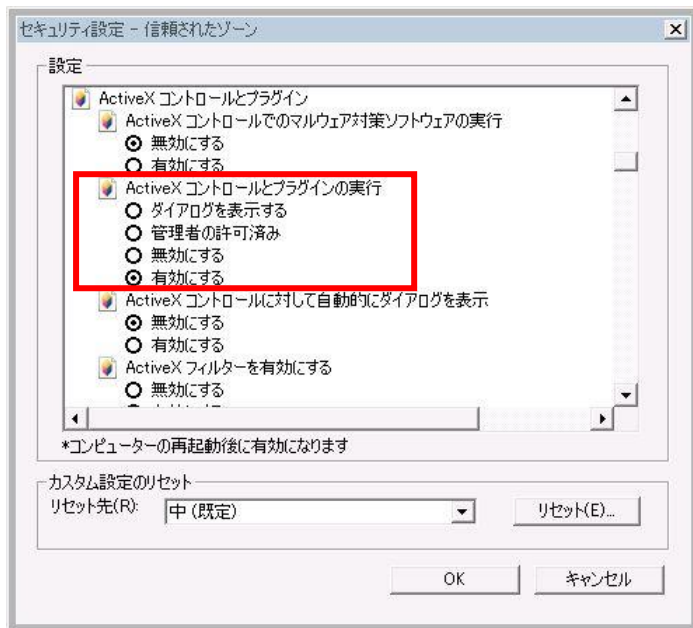 セキュリティ設定 - 信頼されたゾーン
設定
ActiveX コントロールとプラグイン
ActiveX コントロールでのマルウェア対策ソフトウェアの実行
無効にする
有効にする
ActiveX コントロールとプラグインの実行
ダイアログを表示する
管理者の許可済み
無効にする
有効にする
ActiveX コントロールに対して自動的にダイアログを表示
無効にする
有効にする
ActiveX フィルターを有効にする
無効にする
*コンピューターの再起動後に有効になります
カスタム設定のリセット
リセット先(R):
中 (既定)
リセット(E)...
OK
キャンセル